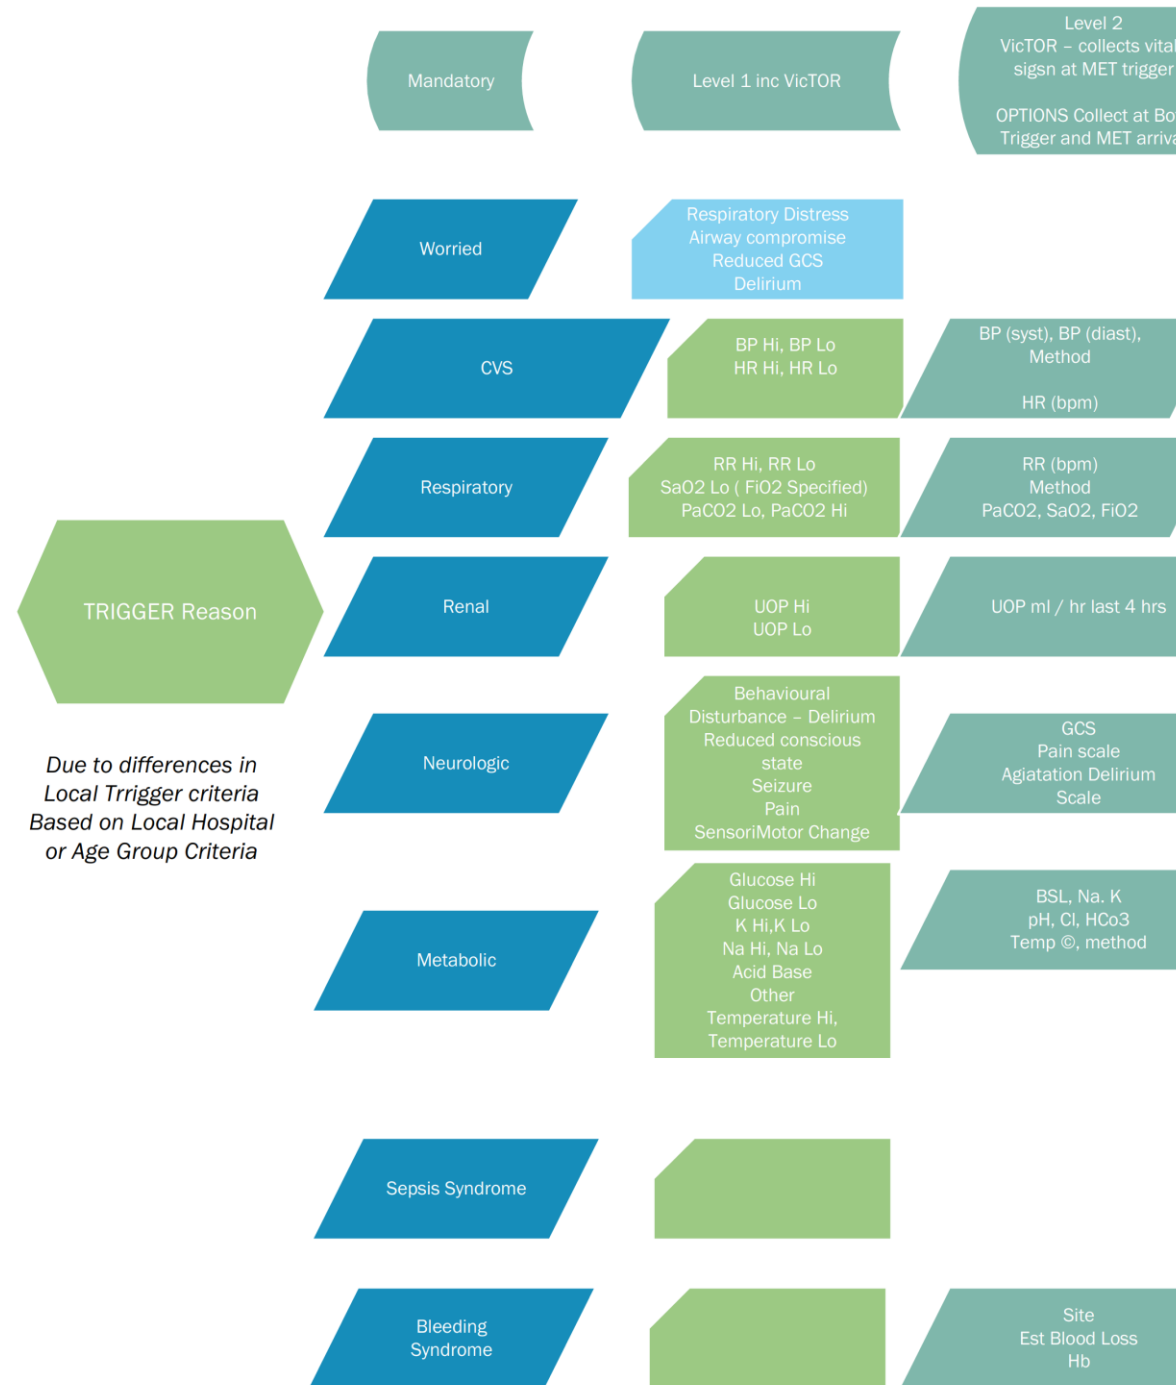 Mandatory
Level 1 inc VicTOR
Level 2
VicTOR – collects vital
sigsn at MET trigger
OPTIONS Collect at
Trigger and MET
Worried
Respiratory Distress
Airway compromise
Reduced GCS
Delirium
CVS
BP Hi, BP Lo
HR Hi, HR Lo
BP (syst), BP (diast),
Method
HR (bpm)
Respiratory
RR Hi, RR Lo
SaO2 Lo ( FiO2 Specified)
PaCO2 Lo, PaCO2 Hi
RR (bpm)
Method
PaCO2, SaO2, FiO2
TRIGGER Reason
Due to differences in
Local Trrigger criteria
Based on Local Hospital
or Age Group Criteria
Renal
UOP Hi
UOP Lo
UOP ml / hr last 4 hrs
Neurologic
Behavioural
Disturbance – Delirium
Reduced conscious
state
Seizure
Pain
SensoriMotor Change
GCS
Pain scale
Agiatation Delirium
Scale
Metabolic
Glucose Hi
Glucose Lo
K Hi,K Lo
Na Hi, Na Lo
Acid Base
Other
Temperature Hi,
Temperature Lo
BSL, Na. K
pH, Cl, HCo3
Temp ©, method
Sepsis Syndrome
Bleeding
Syndrome
Site
Est Blood Loss
Hb